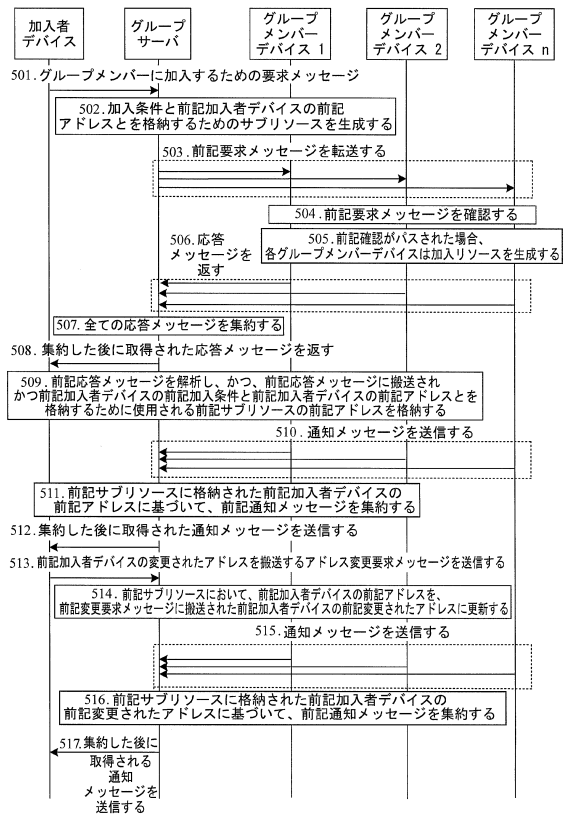 加入者
デバイス
グループ
サーバ
グループ
メンバー
デバイス 1
グループ
メンバー
デバイス 2
グループ
メンバー
デバイス n
501.グループメンバーに加入するための要求メッセージ
502.加入条件と前記加入者デバイスの前記
アドレスとを格納するためのサブリソースを生成する
503.前記要求メッセージを転送する
504.前記要求メッセージを確認する
505.前記確認がパスされた場合、
各グループメンバーデバイスは加入リソースを生成する
506.応答
メッセージを
返す
507.全ての応答メッセージを集約する
508.集約した後に取得された応答メッセージを返す
509.前記応答メッセージを解析し、かつ、前記応答メッセージに搬送され
かつ前記加入者デバイスの前記加入条件と前記加入者デバイスの前記アドレスとを
格納するために使用される前記サブリソースの前記アドレスを格納する
510.通知メッセージを送信する
511.前記サブリソースに格納された前記加入者デバイスの
前記アドレスに基づいて、前記通知メッセージを集約する
512.集約した後に取得された通知メッセージを送信する
513.前記加入者デバイスの変更されたアドレスを搬送するアドレス変更要求メッセージを送信する
514.前記サブリソースにおいて、前記加入者デバイスの前記アドレスを、
前記変更要求メッセージに搬送された前記加入者デバイスの前記変更されたアドレスに更新する
515.通知メッセージを送信する
516.前記サブリソースに格納された前記加入者デバイスの
前記変更されたアドレスに基づいて、前記通知メッセージを集約する
517.集約した後に
取得される
通知
メッセージを
送信する